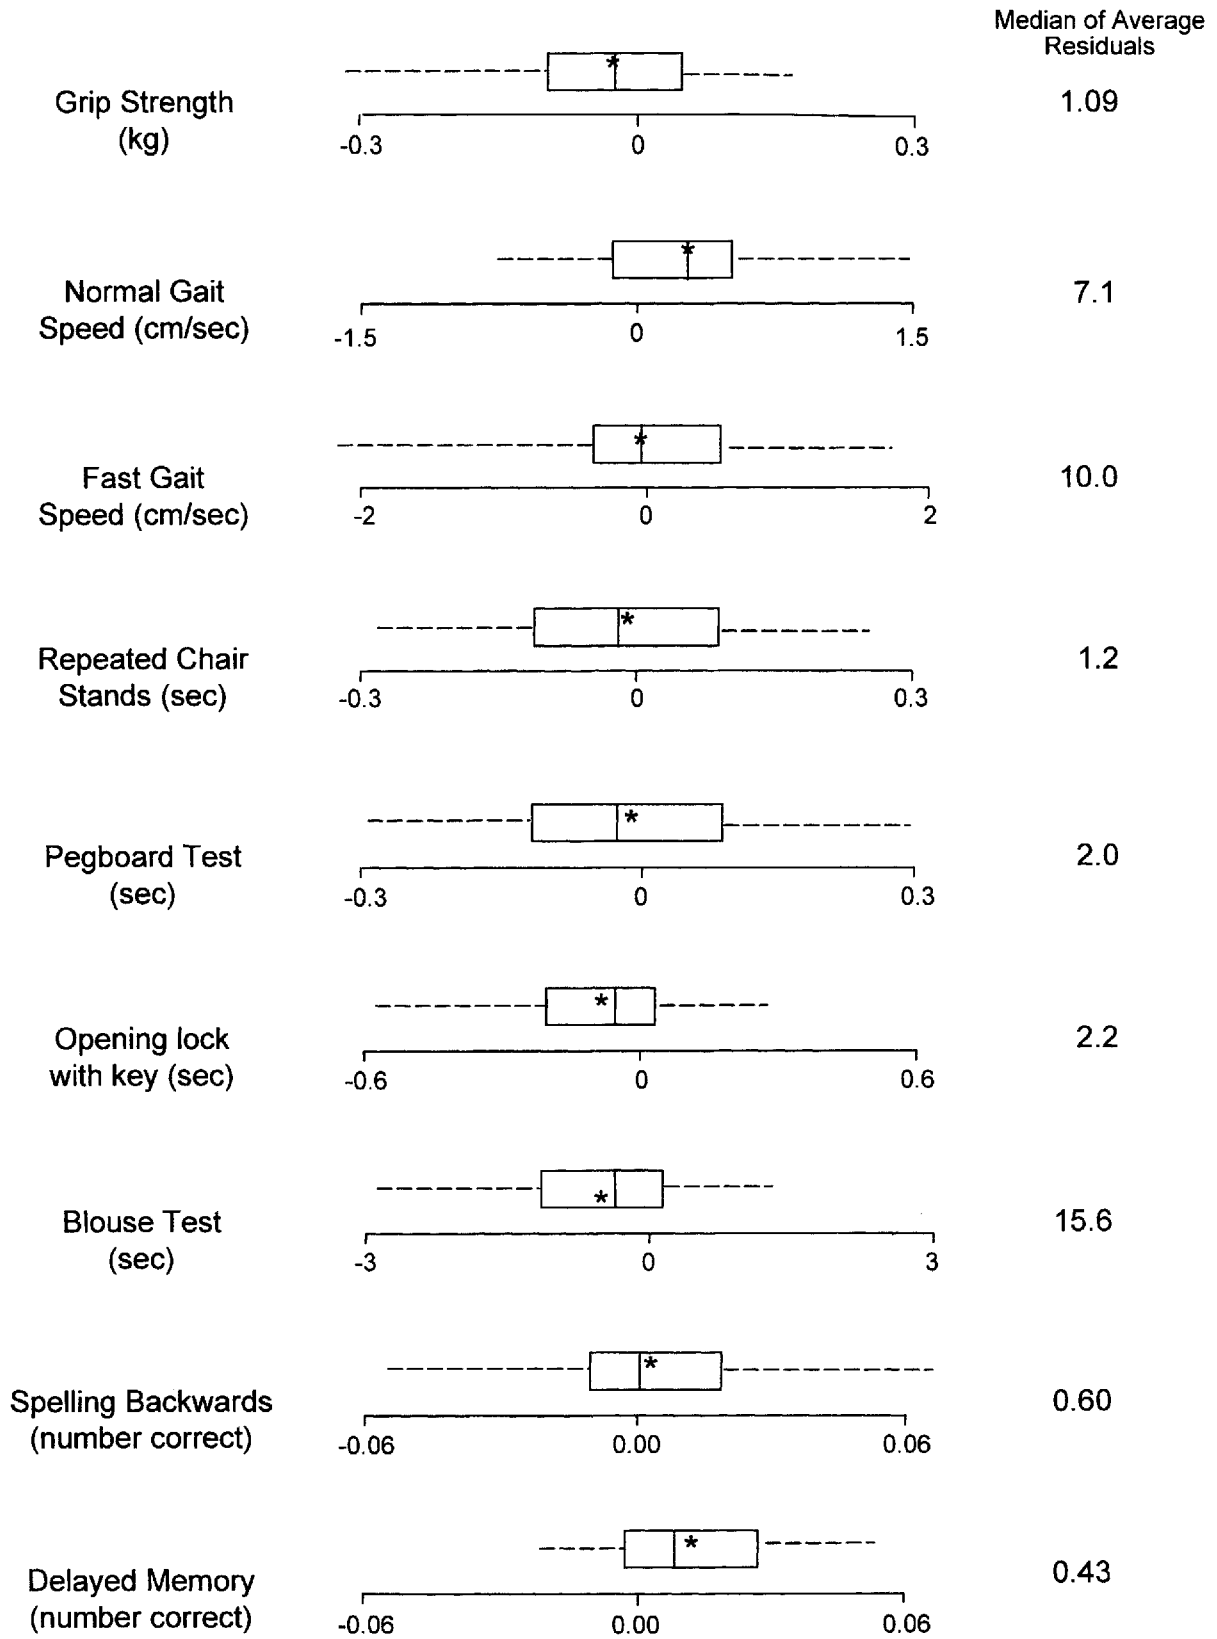 Median of Average
Residuals
Grip Strength
(kg)
1.09
-0.3 0 0.3
Normal Gait
Speed (cm/sec)
7.1
-1.5 0 1.5
Fast Gait
Speed (cm/sec)
10.0
-2 0 2
Repeated Chair
Stands (sec)
1.2
-0.3 0 0.3
Pegboard Test
(sec)
2.0
-0.3 0 0.3
Opening lock
with key (sec)
2.2
-0.6 0 0.6
Blouse Test
(sec)
15.6
-3 0 3
Spelling Backwards
(number correct)
0.60
-0.06 0.00 0.06
Delayed Memory
(number correct)
0.43
-0.06 0.00 0.06